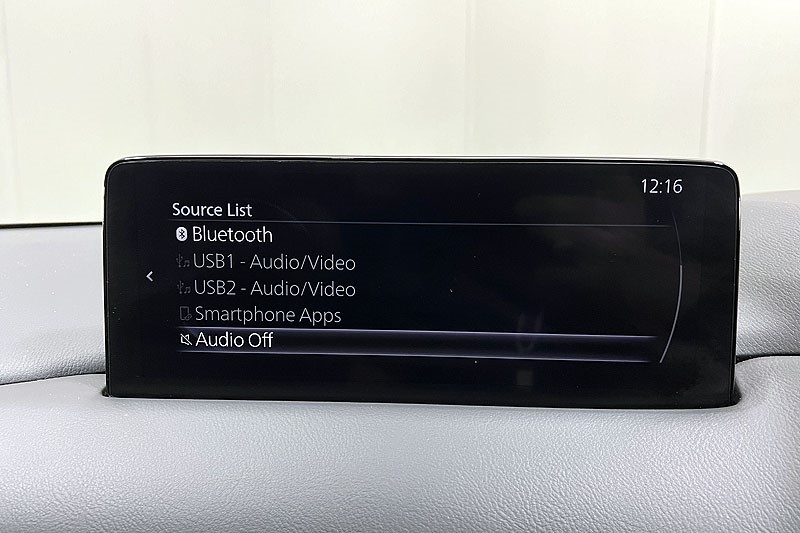 12:16
Source List
Bluetooth
USB1 - Audio/Video
USB2 - Audio/Video
Smartphone Apps
Audio Off